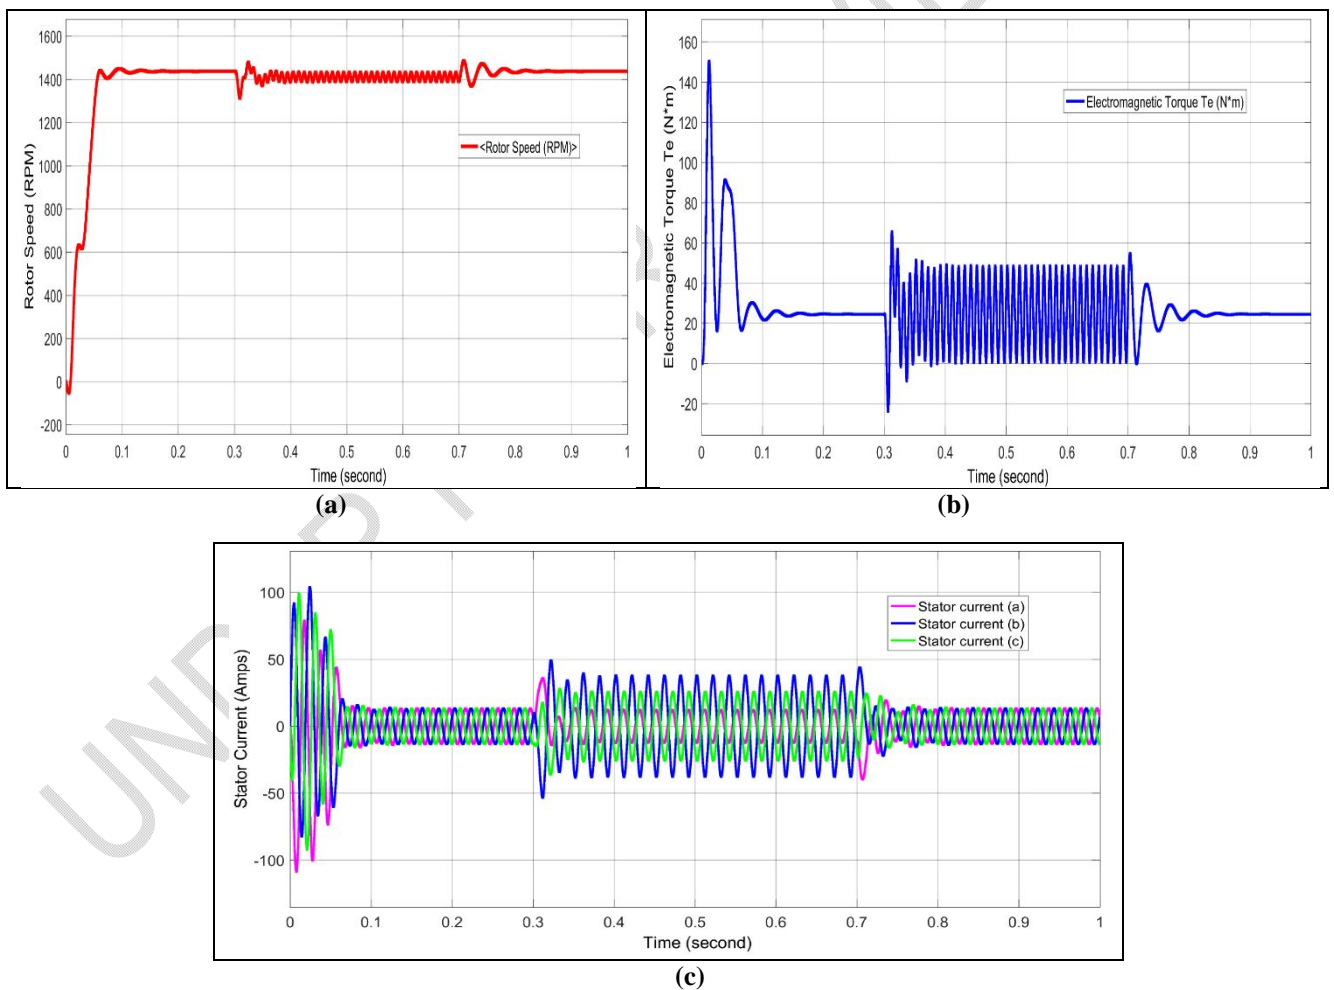 1600
1400
1200
1000
800
600
400
200
0
-200
Rotor Speed (RPM)
<Rotor Speed (RPM)>
0 0.1 0.2 0.3 0.4 0.5 0.6 0.7 0.8 0.9 1
Time (second)
(a)
160
140
120
100
80
60
40
20
0
-20
Electromagnetic Torque Te (N*m)
Electromagnetic Torque Te (N*m)
0 0.1 0.2 0.3 0.4 0.5 0.6 0.7 0.8 0.9 1
Time (second)
(b)
100
50
0
-50
-100
Stator Current (Amps)
Stator current (a)
Stator current (b)
Stator current (c)
0 0.1 0.2 0.3 0.4 0.5 0.6 0.7 0.8 0.9 1
Time (second)
(c)